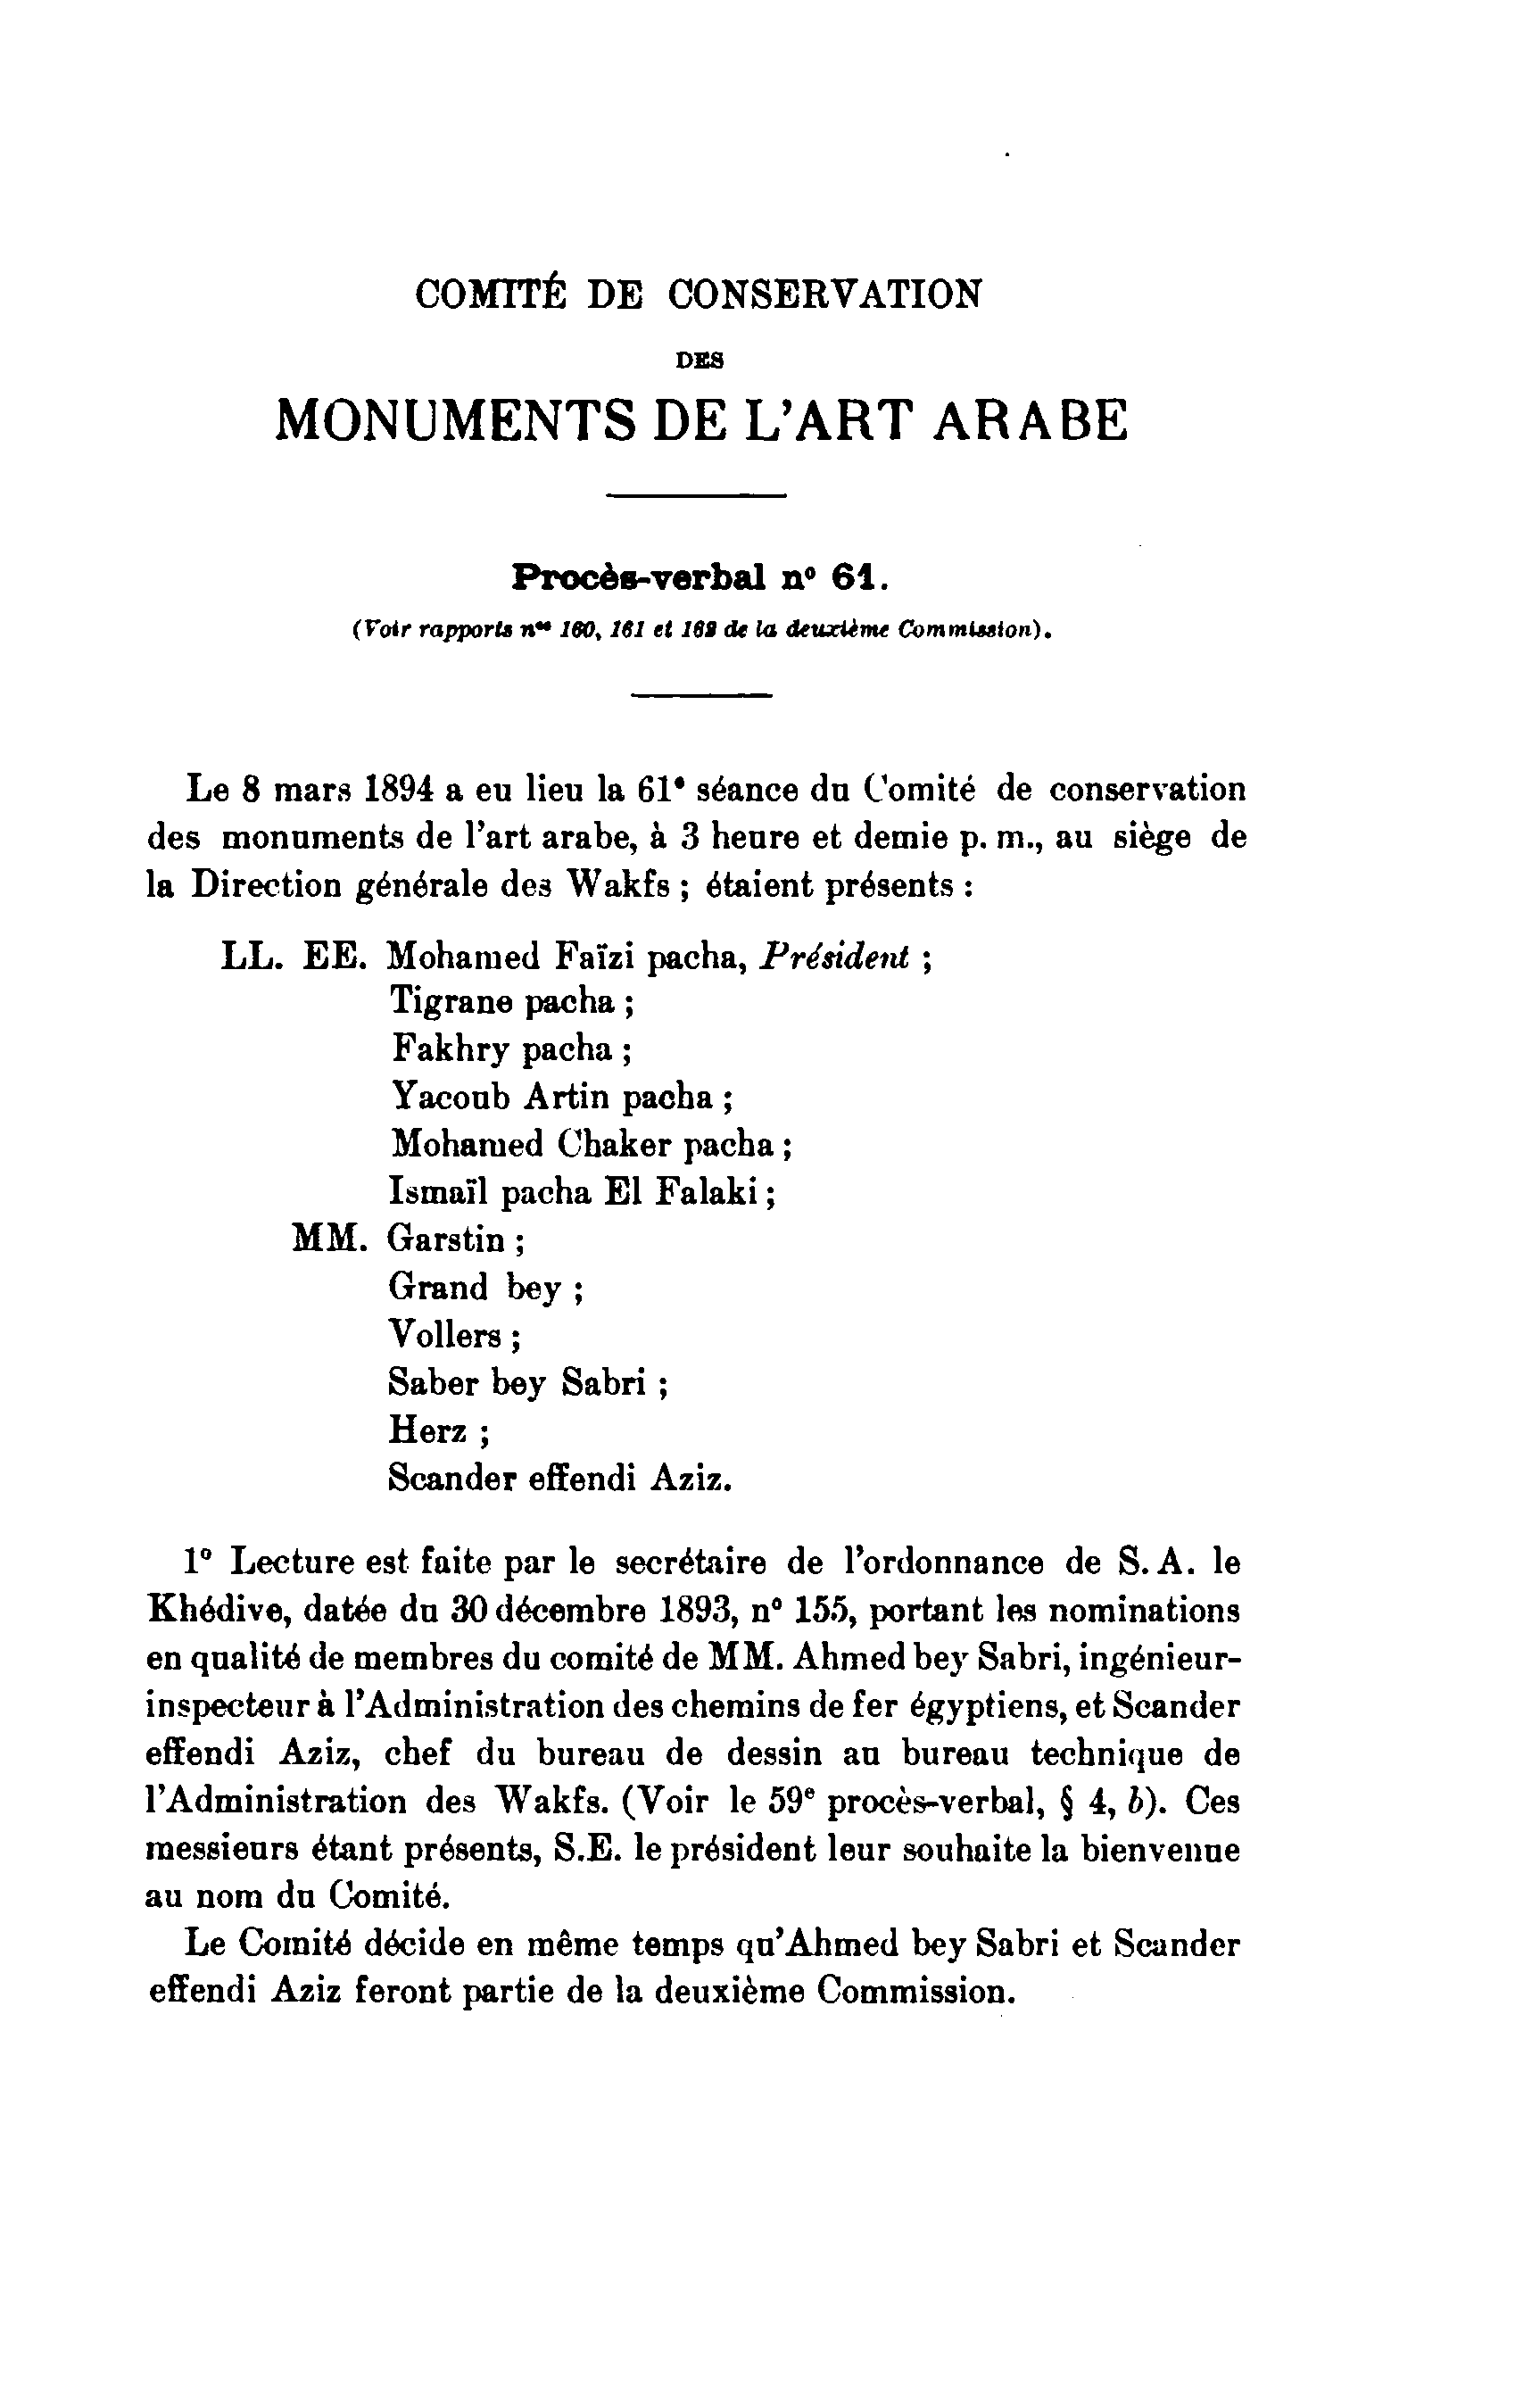 COMITÉ DE CONSERVATION
DES
MONUMENTS DE L'ART ARABE
Procès-verbal n° 61.
(Voir rapports nos 160, 161 et 162 de la deuxième Commission).
Le 8 mars 1894 a eu lieu la 61e séance du Comité de conservation
des monuments de l'art arabe, à 3 heure et demie p. m., au siège de
la Direction générale des Wakfs ; étaient présents :
LL. EE. Mohamed Faïzi pacha, Président ;
Tigrane pacha ;
Fakhry pacha ;
Yacoub Artin pacha ;
Mohamed Chaker pacha ;
Ismaïl pacha El Falaki ;
MM. Garstin ;
Grand bey ;
Vollers ;
Saber bey Sabri ;
Herz ;
Scander effendi Aziz.
1° Lecture est faite par le secrétaire de l'ordonnance de S. A. le
Khédive, datée du 30 décembre 1893, n° 155, portant les nominations
en qualité de membres du comité de MM. Ahmed bey Sabri, ingénieur-
inspecteur à l'Administration des chemins de fer égyptiens, et Scander
effendi Aziz, chef du bureau de dessin au bureau technique de
l'Administration des Wakfs. (Voir le 59e procès-verbal, § 4, b). Ces
messieurs étant présents, S.E. le président leur souhaite la bienvenue
au nom du Comité.
Le Comité décide en même temps qu'Ahmed bey Sabri et Scander
effendi Aziz feront partie de la deuxième Commission.